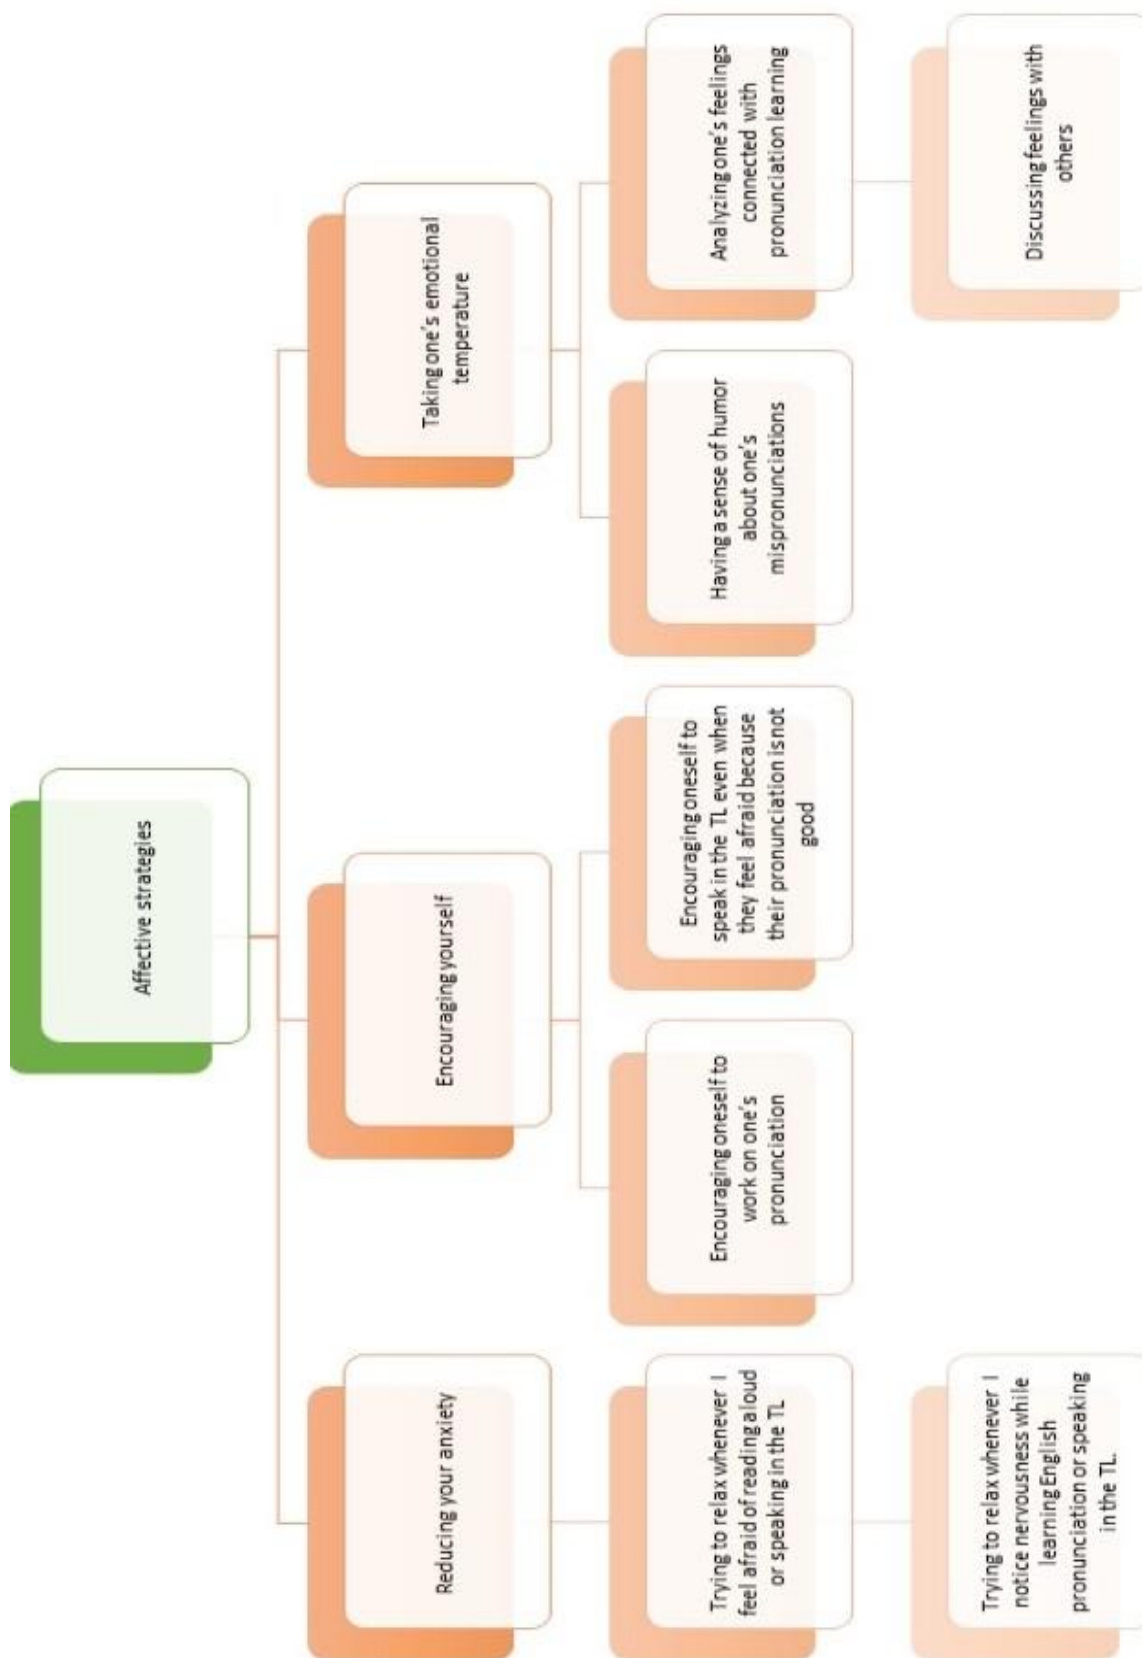 Affective strategies
Reducing your anxiety
Encouraging yourself
Taking one's emotional
temperature
Trying to relax whenever I
feel afraid of reading aloud
or speaking in the TL
Encouraging oneself to
work on one's
pronunciation
Encouraging oneself to
speak in the TL even when
they feel afraid because
their pronunciation is not
good
Having a sense of humor
about one's
mispronunciations
Analyzing one's feelings
connected with
pronunciation learning
Trying to relax whenever I
notice nervousness while
learning English
pronunciation or speaking
in the TL.
Discussing feelings with
others